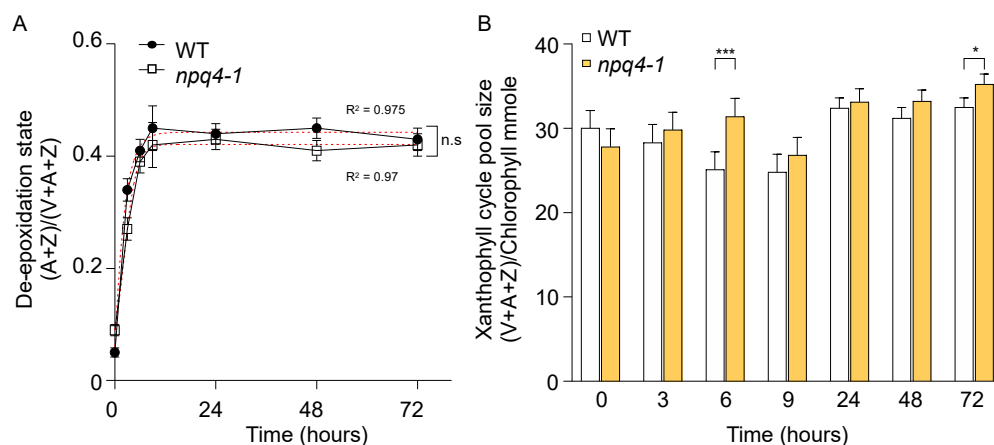 A
De-epoxidation state
(A+Z)/(V+A+Z)
0.6
0.4
0.2
0
WT
npq4-1
R² = 0.975
n.s
R² = 0.97
0 24 48 72
Time (hours)
B
Xanthophyll cycle pool size
(V+A+Z)/Chlorophyll mmole
40
30
20
10
0
WT
npq4-1
***
*
0 3 6 9 24 48 72
Time (hours)